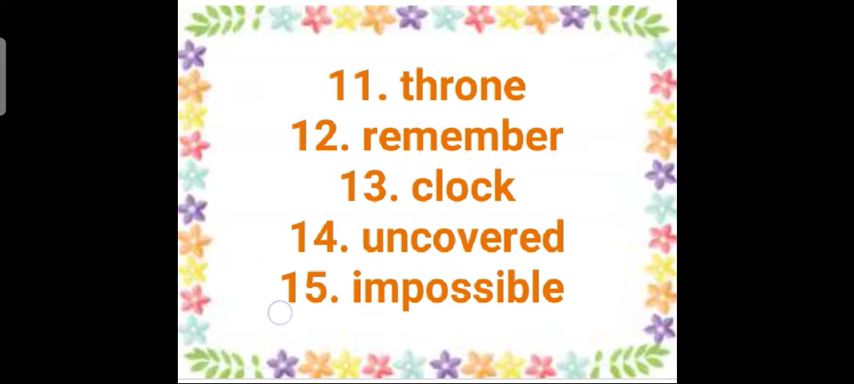 11. throne
12. remember
13. clock
14. uncovered
15. impossible